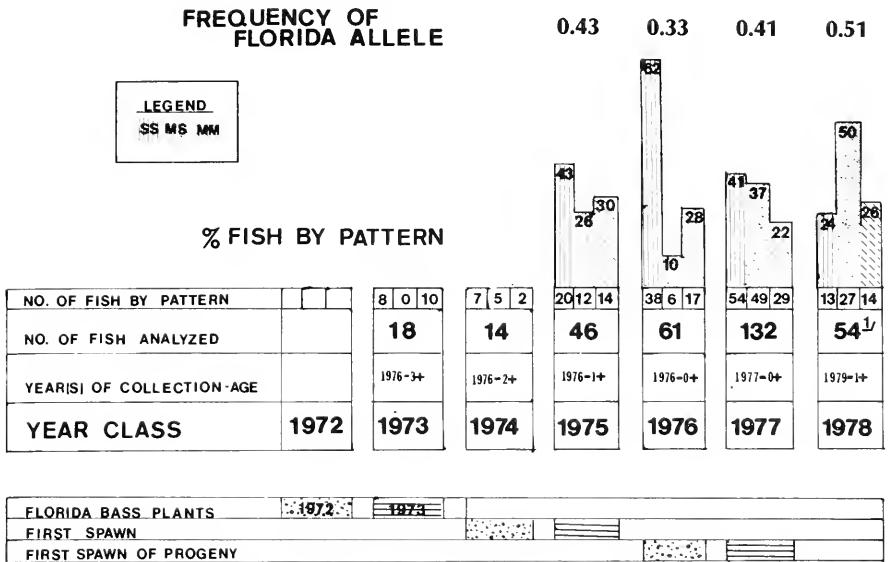 FREQUENCY OF
FLORIDA ALLELE
0.43 0.33 0.41 0.51
LEGEND
SS MS MM
% FISH BY PATTERN
43 26 30
62 10 28
41 37 22
24 50 26
NO. OF FISH BY PATTERN 8 0 10 7 5 2 20 12 14 38 6 17 54 49 29 13 27 14
NO. OF FISH ANALYZED 18 14 46 61 132 54 1/
YEAR(S) OF COLLECTION-AGE 1976-3+ 1976-2+ 1976-1+ 1976-0+ 1977-0+ 1979-1+
YEAR CLASS 1972 1973 1974 1975 1976 1977 1978
FLORIDA BASS PLANTS 1972 1973
FIRST SPAWN
FIRST SPAWN OF PROGENY